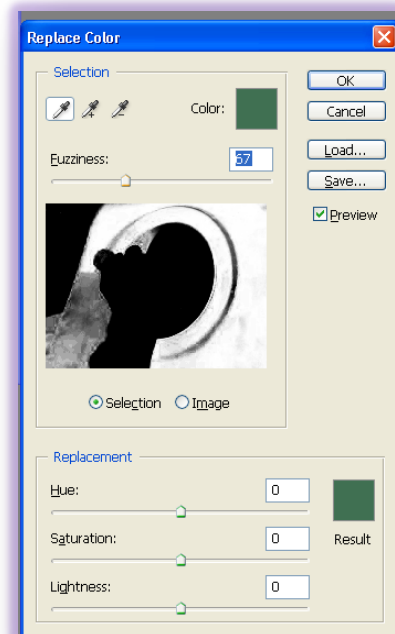 Replace Color
Selection
OK
Color:
Cancel
Fuzziness:
67
Load...
Save...
Preview
Selection
Image
Replacement
Hue:
0
Saturation:
0
Result
Lightness:
0